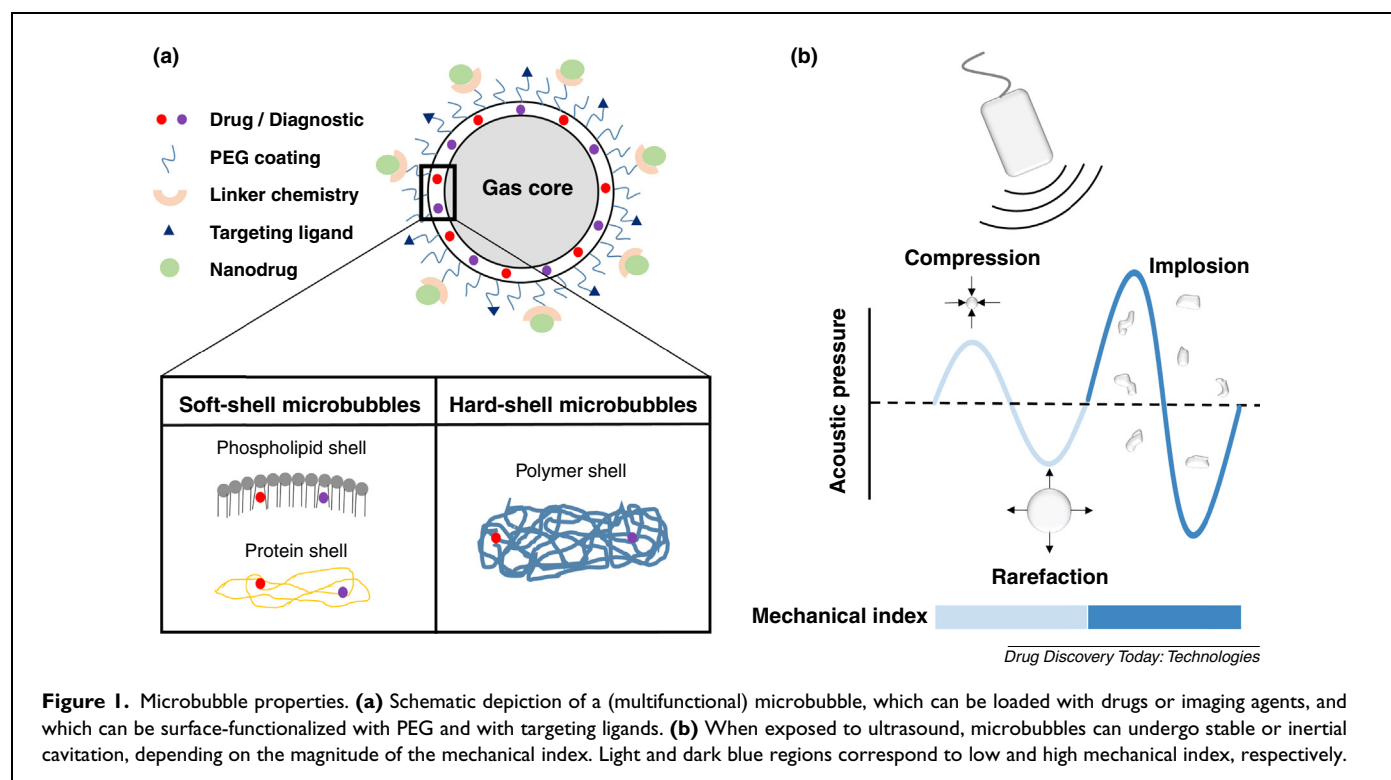 (a)
Drug / Diagnostic
PEG coating
Linker chemistry
Targeting ligand
Nanodrug
Gas core
Soft-shell microbubbles
Hard-shell microbubbles
Phospholipid shell
Protein shell
Polymer shell
(b)
Compression
Implosion
Acoustic pressure
Rarefaction
Mechanical index
Drug Discovery Today: Technologies
Figure 1. Microbubble properties. (a) Schematic depiction of a (multifunctional) microbubble, which can be loaded with drugs or imaging agents, and
which can be surface-functionalized with PEG and with targeting ligands. (b) When exposed to ultrasound, microbubbles can undergo stable or inertial
cavitation, depending on the magnitude of the mechanical index. Light and dark blue regions correspond to low and high mechanical index, respectively.